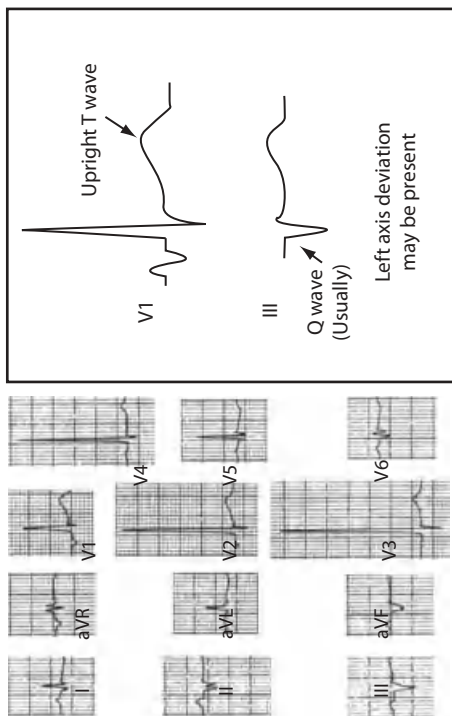 I
II
III
aVR
aVL
aVF
V1
V2
V3
V4
V5
V6
V1
Upright T wave
III
Q wave
(Usually)
Left axis deviation
may be present